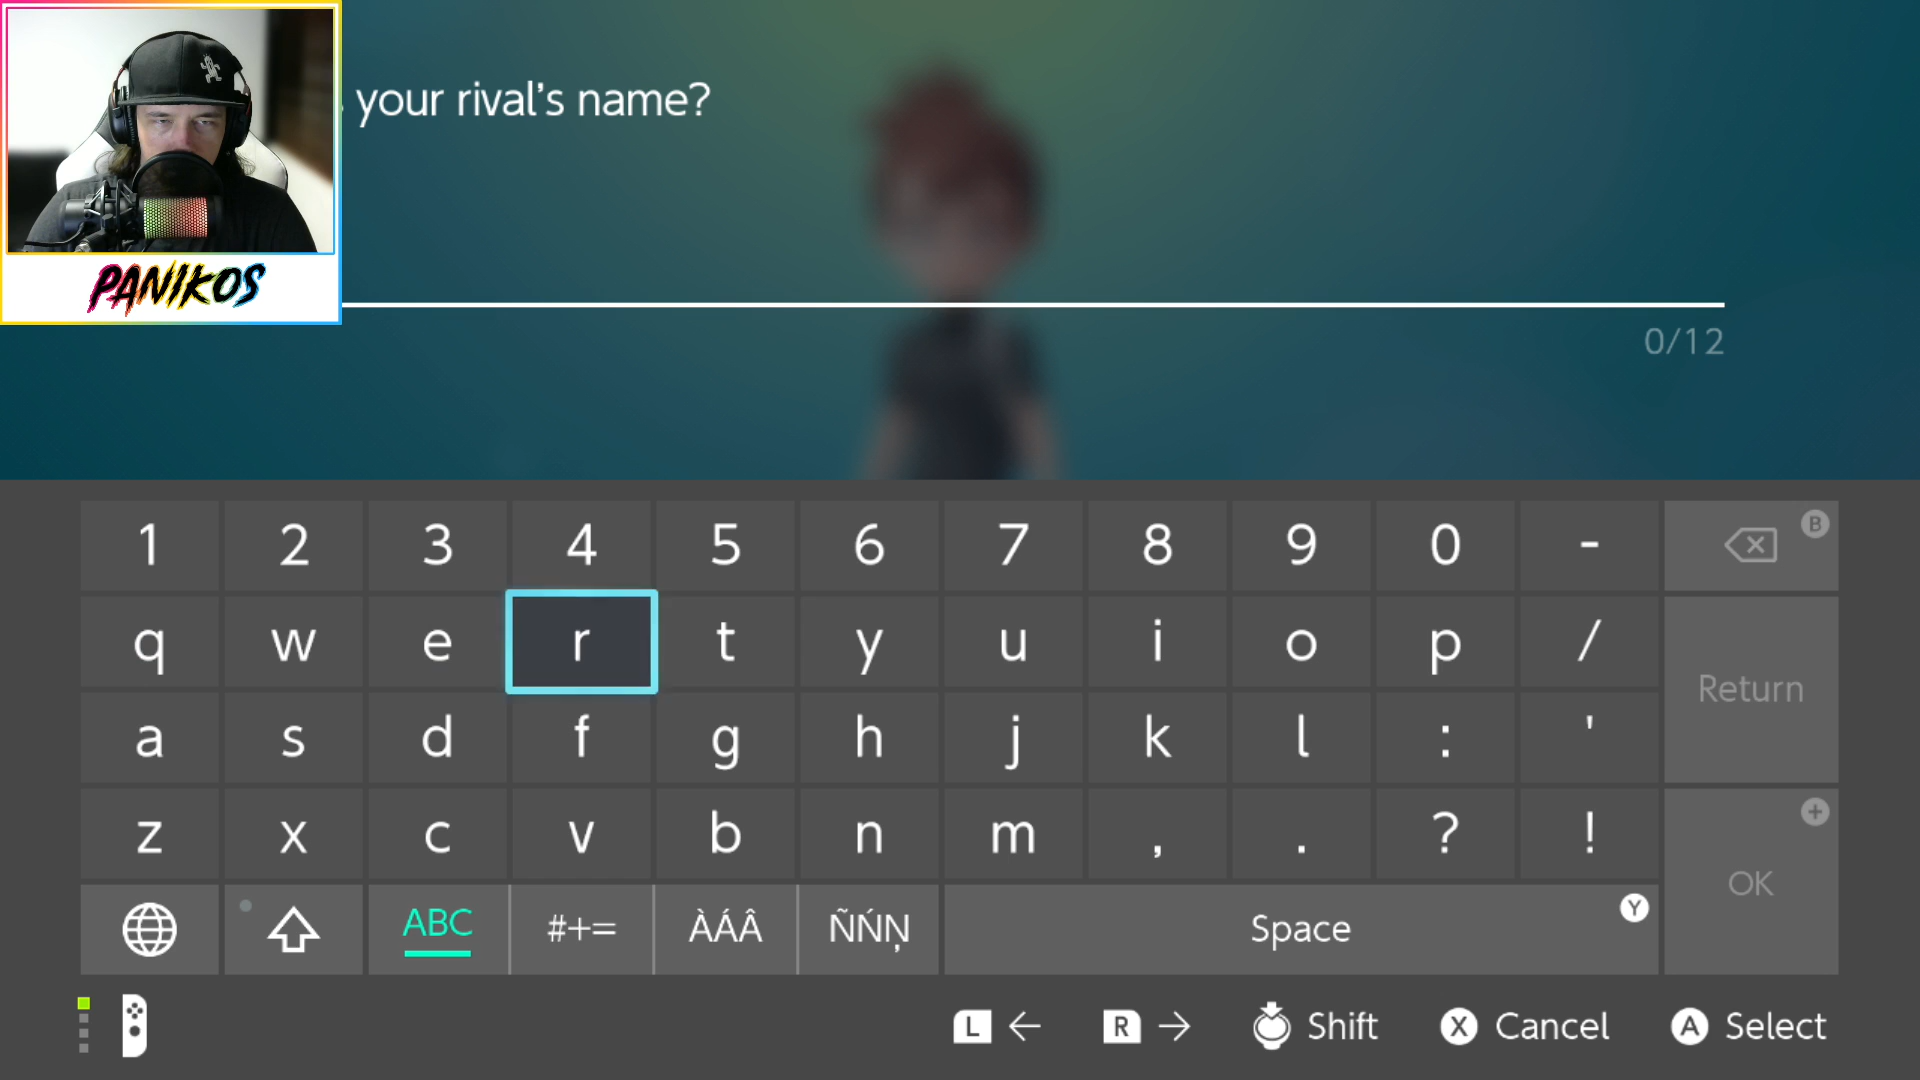 your rival's name?
PANIKOS
0/12
1 2 3 4 5 6 7 8 9 0 - B
q w e r t y u i o p / Return
a s d f g h j k l : '
z x c v b n m , . ? ! +
OK
ABC #+= ÀÁÂ ÑŃŅ Space Y
L ← R → Shift X Cancel A Select